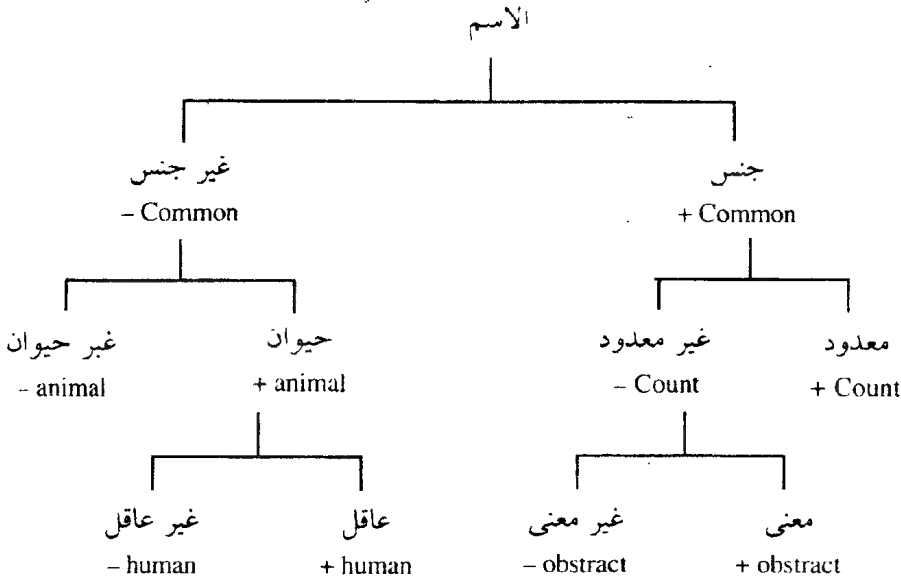 الاسم
جنس
غير جنس
+ Common
– Common
معدود
غير معدود
حيوان
غبر حيوان
+ Count
– Count
+ animal
– animal
معنى
غير معنى
عاقل
غير عاقل
+ obstract
– obstract
+ human
– human